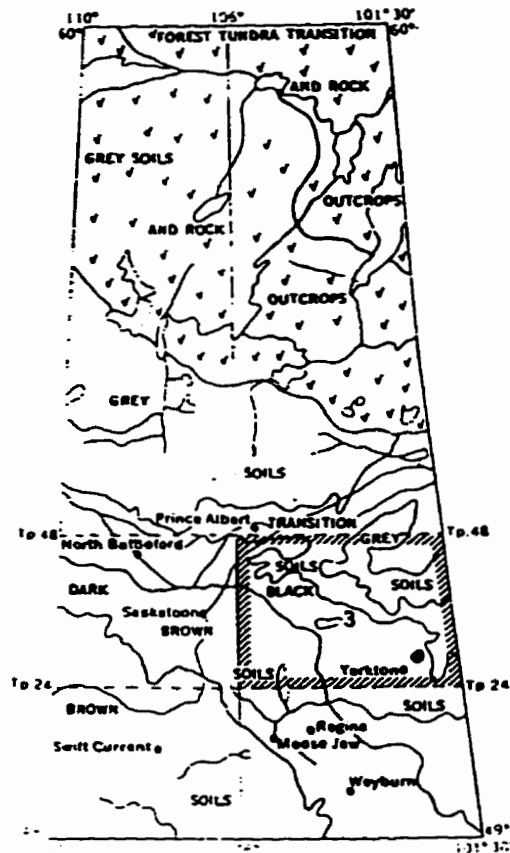 110° 106° 101°30'
60° 60°
FOREST TUNDRA TRANSITION
AND ROCK
GREY SOILS
OUTCROPS
AND ROCK
OUTCROPS
GREY
SOILS
Prince Albert TRANSITION
Tp.48 GREY Tp.48
North Battleford
SOILS
DARK BLACK SOILS
Saskatoon
BROWN 3
SOILS Yorkton
Tp 24 Tp 24
BROWN SOILS
Regina
Swift Current Moose Jaw
Weyburn
SOILS
49°
101° 30